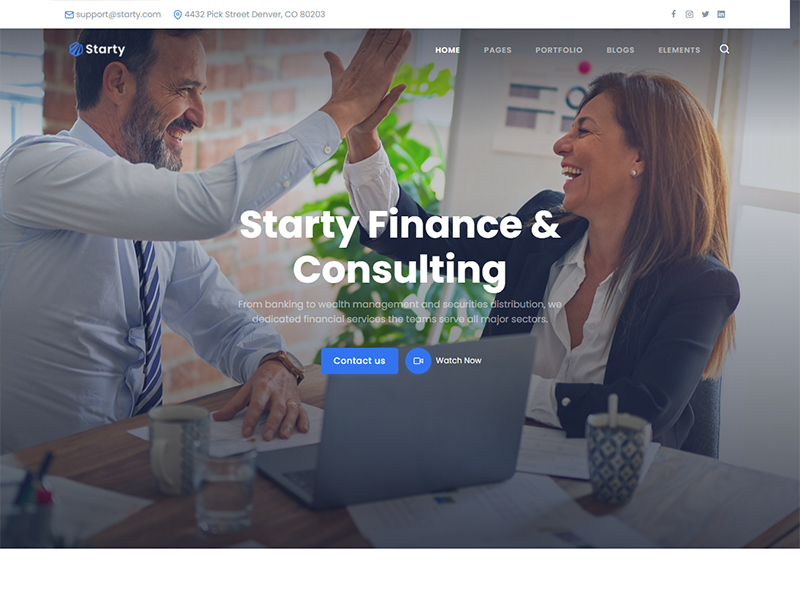 support@starty.com 4432 Pick Street Denver, CO 80203
Starty HOME PAGES PORTFOLIO BLOGS ELEMENTS
Starty Finance &
Consulting
From banking to wealth management and securities distribution, we
dedicated financial services the teams serve all major sectors.
Contact us Watch Now